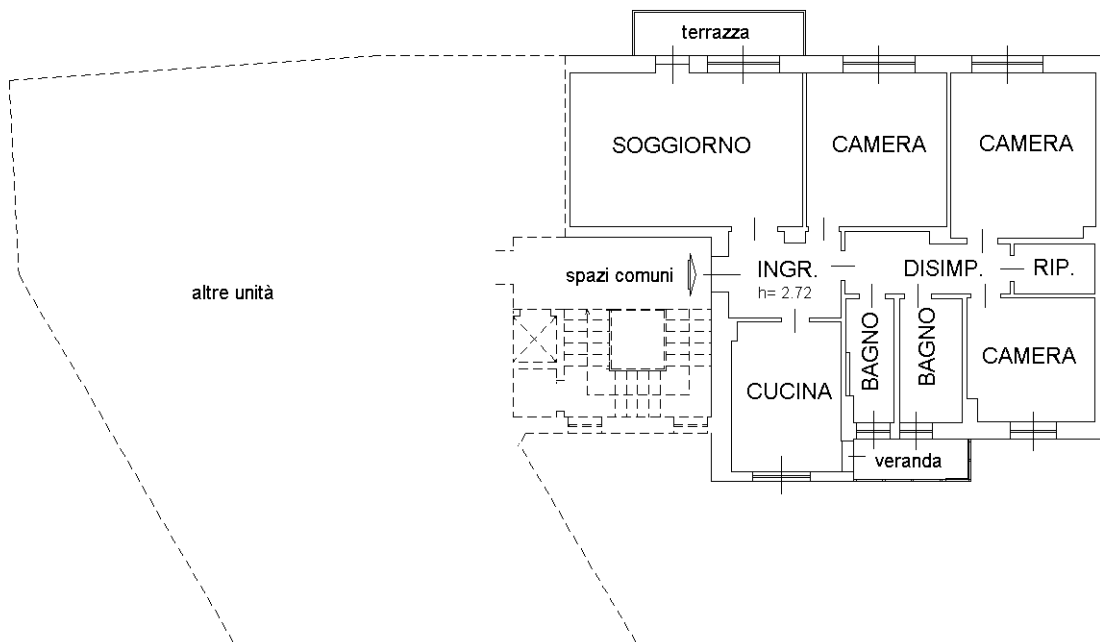 terrazza
SOGGIORNO
CAMERA
CAMERA
altre unità
spazi comuni
INGR.
h= 2.72
DISIMP.
RIP.
CUCINA
BAGNO
BAGNO
CAMERA
veranda